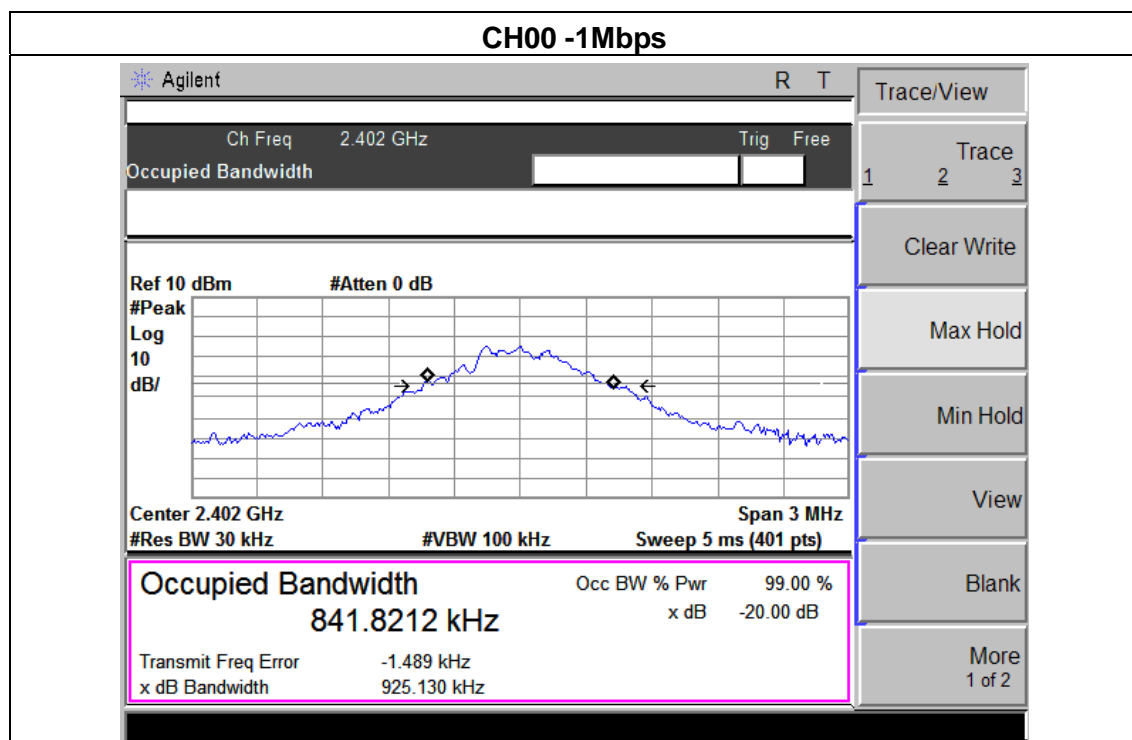 CH00 -1Mbps
Agilent R T
Ch Freq 2.402 GHz Trig Free
Occupied Bandwidth
Ref 10 dBm #Atten 0 dB
#Peak
Log
10
dB/
Center 2.402 GHz Span 3 MHz
#Res BW 30 kHz #VBW 100 kHz Sweep 5 ms (401 pts)
Occupied Bandwidth Occ BW % Pwr 99.00 %
841.8212 kHz x dB -20.00 dB
Transmit Freq Error -1.489 kHz
x dB Bandwidth 925.130 kHz
Trace/View
Trace
1 2 3
Clear Write
Max Hold
Min Hold
View
Blank
More
1 of 2